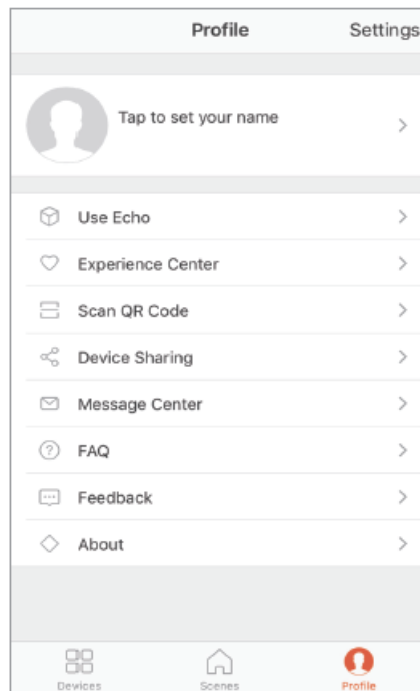 Profile Settings
Tap to set your name
Use Echo
Experience Center
Scan QR Code
Device Sharing
Message Center
FAQ
Feedback
About
Devices Scenes Profile